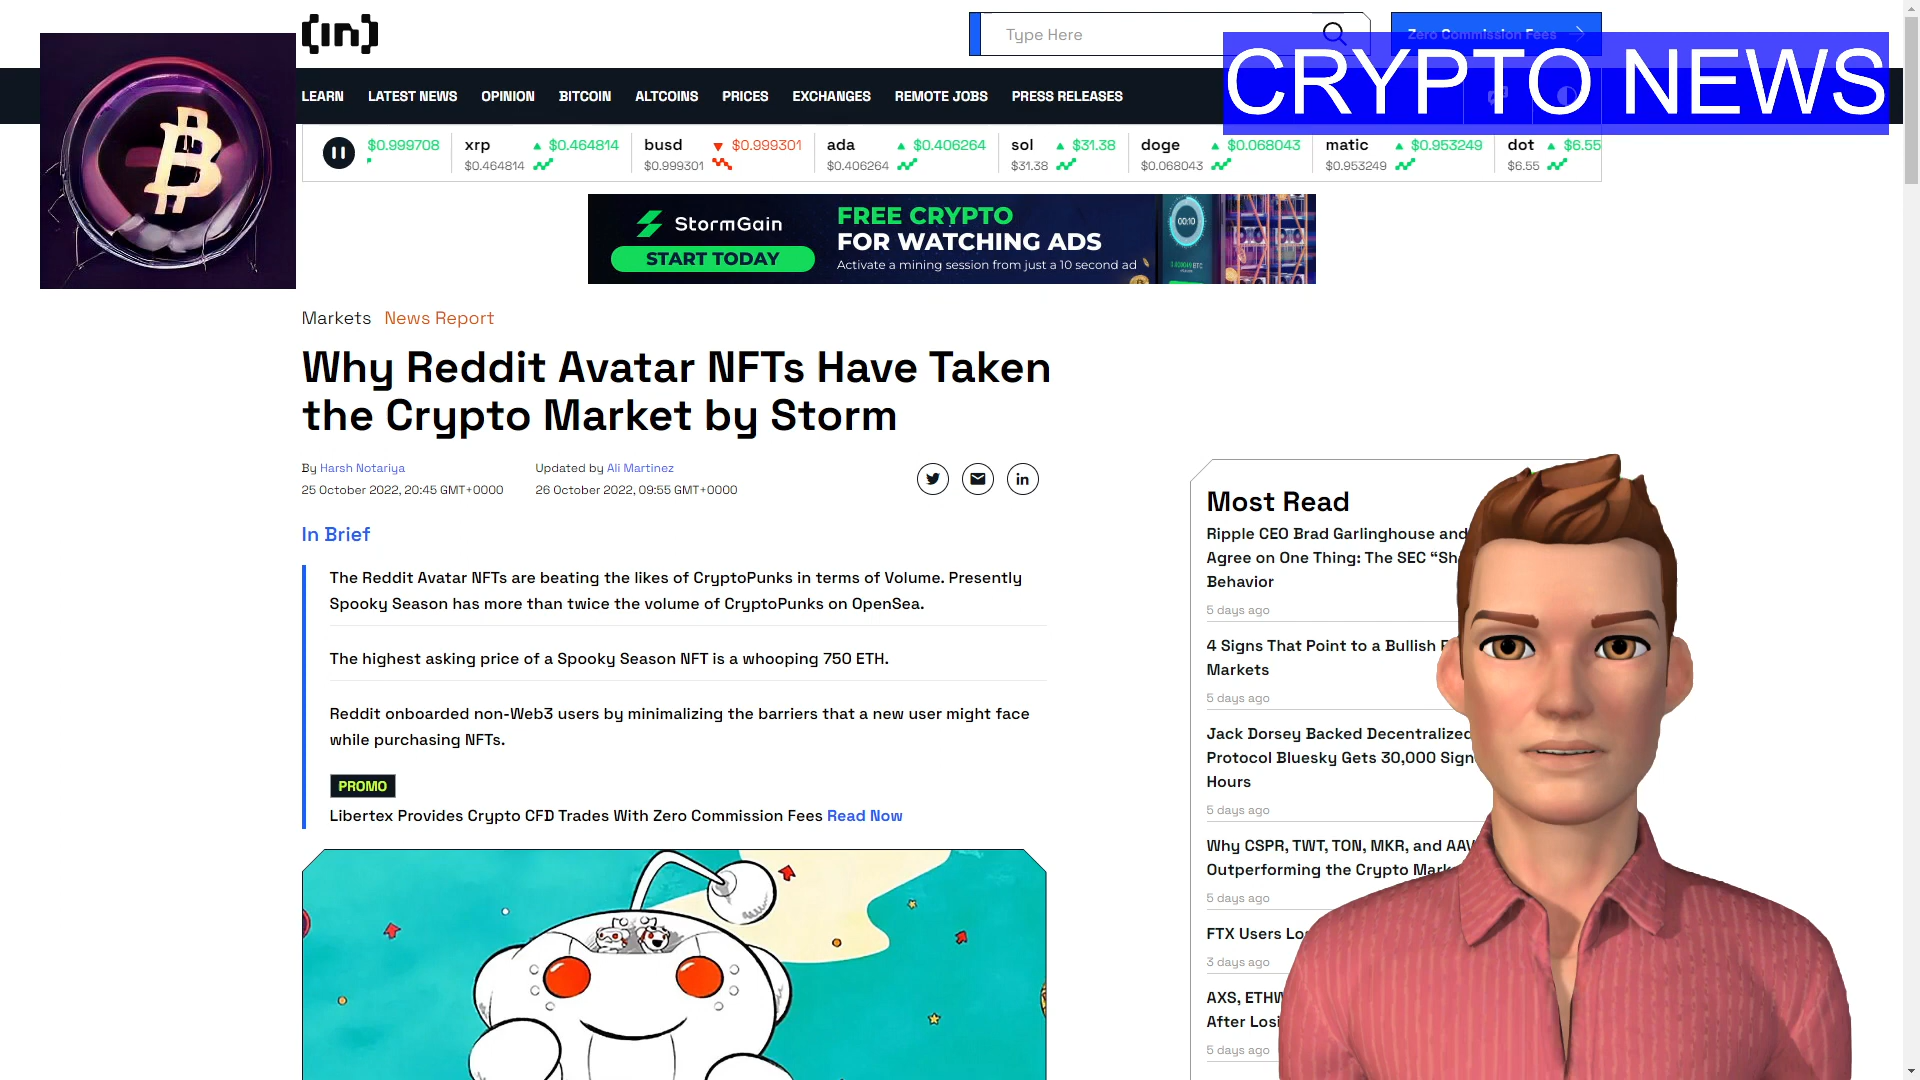 [in]
Type Here
Zero Commission Fees
CRYPTO NEWS
LEARN LATEST NEWS OPINION BITCOIN ALTCOINS PRICES EXCHANGES REMOTE JOBS PRESS RELEASES
$0.999708 xrp $0.464814 busd $0.999301 ada $0.406264 sol $31.38 doge $0.068043 matic $0.953249 dot $6.55
$0.464814 $0.999301 $0.406264 $31.38 $0.068043 $0.953249 $6.55
StormGain
START TODAY
FREE CRYPTO
FOR WATCHING ADS
Activate a mining session from just a 10 second ad
00:10
Markets News Report
Why Reddit Avatar NFTs Have Taken
the Crypto Market by Storm
By Harsh Notariya Updated by Ali Martinez
25 October 2022, 20:45 GMT+0000 26 October 2022, 09:55 GMT+0000
In Brief
The Reddit Avatar NFTs are beating the likes of CryptoPunks in terms of Volume. Presently
Spooky Season has more than twice the volume of CryptoPunks on OpenSea.
The highest asking price of a Spooky Season NFT is a whooping 750 ETH.
Reddit onboarded non-Web3 users by minimalizing the barriers that a new user might face
while purchasing NFTs.
PROMO
Libertex Provides Crypto CFD Trades With Zero Commission Fees Read Now
Most Read
Ripple CEO Brad Garlinghouse and
Agree on One Thing: The SEC “Sh
Behavior
5 days ago
4 Signs That Point to a Bullish
Markets
5 days ago
Jack Dorsey Backed Decentralized
Protocol Bluesky Gets 30,000 Sign
Hours
5 days ago
Why CSPR, TWT, TON, MKR, and AAV
Outperforming the Crypto Mark
5 days ago
FTX Users Lo
3 days ago
AXS, ETHW
After Losi
5 days ago